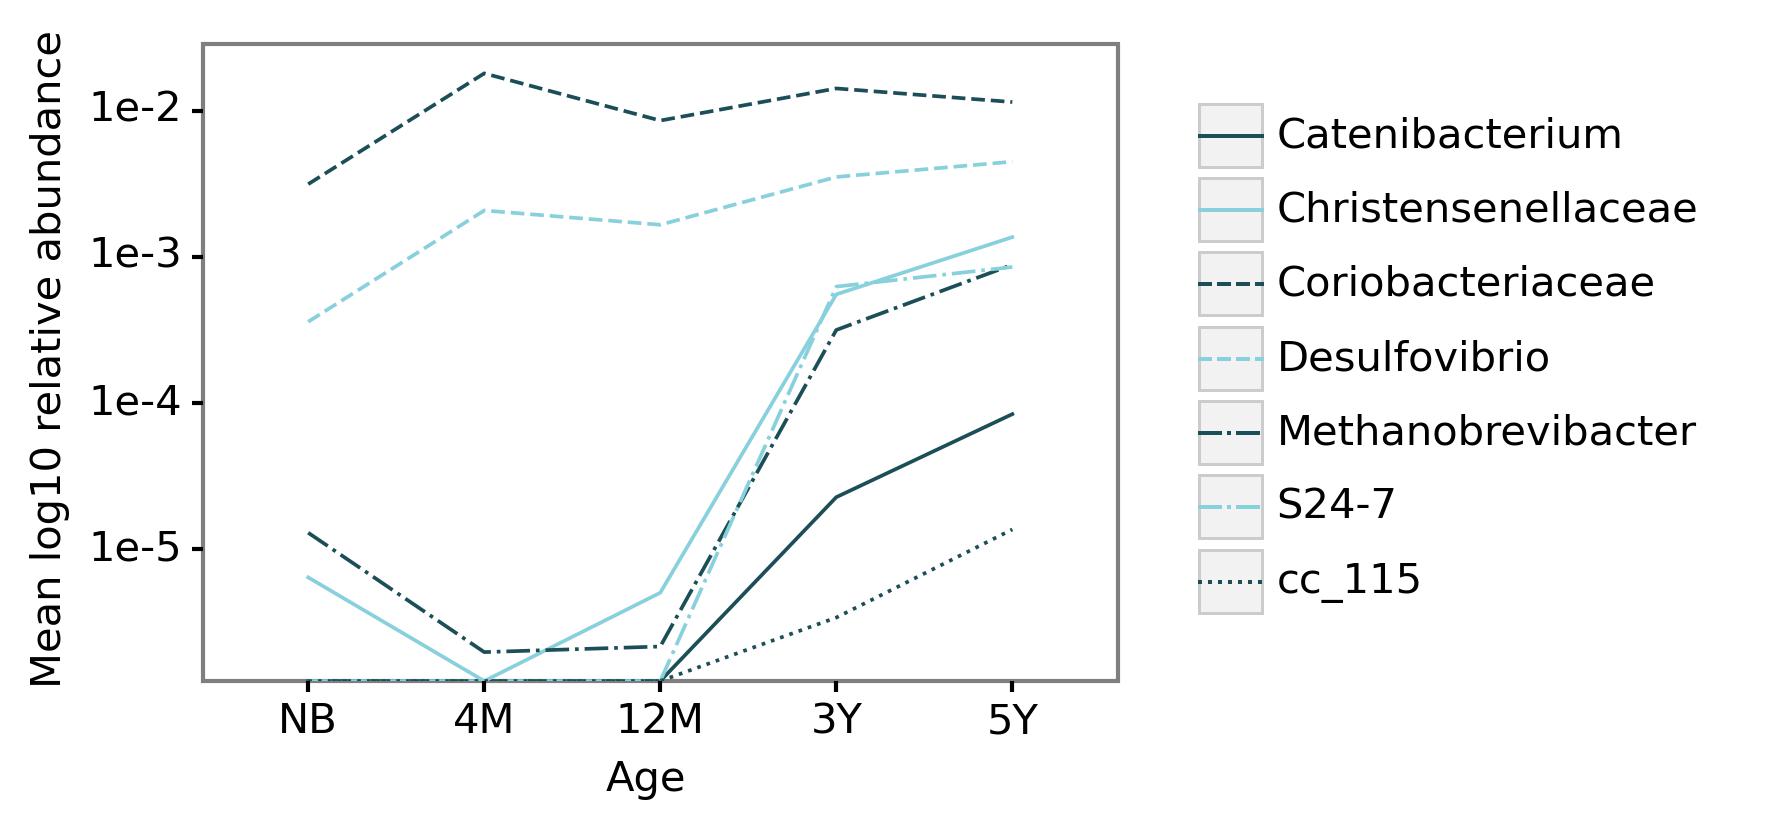 Mean log10 relative abundance
1e-2
1e-3
1e-4
1e-5
NB 4M 12M 3Y 5Y
Age
Catenibacterium
Christensenellaceae
Coriobacteriaceae
Desulfovibrio
Methanobrevibacter
S24-7
cc_115